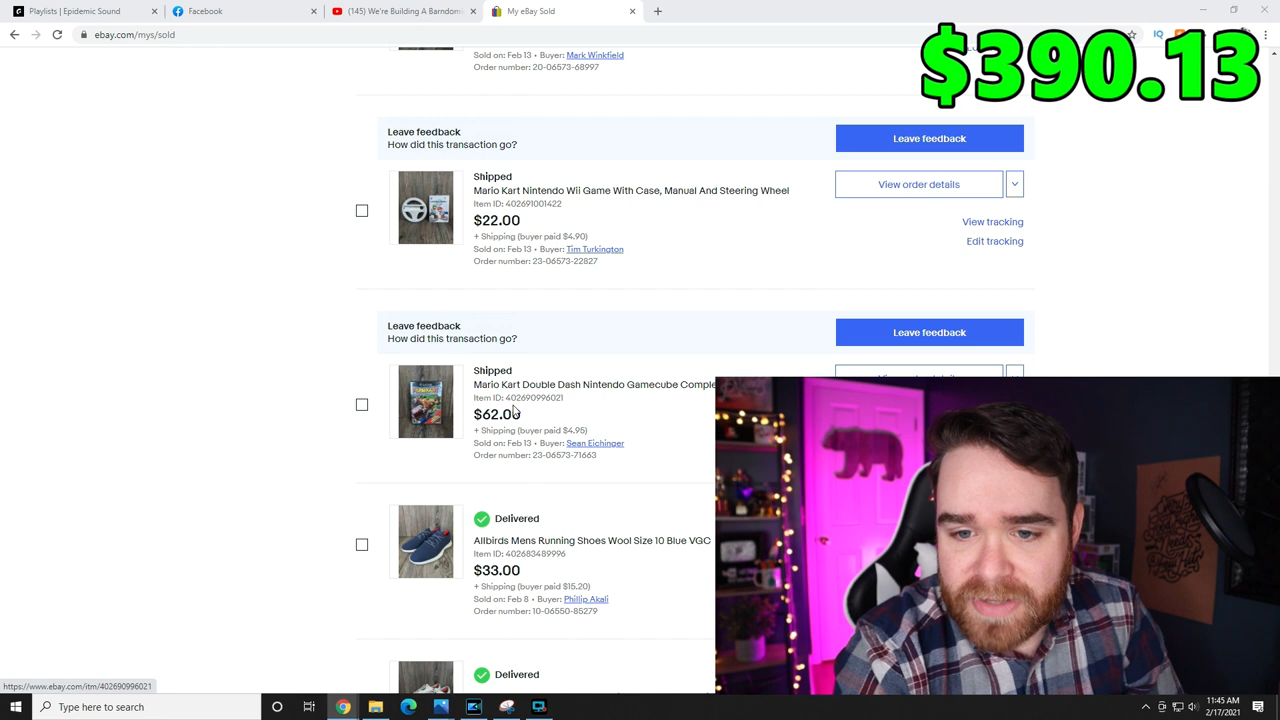 Playlists | Epidemic Sound
Facebook
(145) We're Building A Barndom
My eBay Sold
ebay.com/mys/sold
$390.13
Sold on: Feb 13 • Buyer: Mark Winkfield
Order number: 20-06573-68997
Leave feedback
How did this transaction go?
Leave feedback
Shipped
Mario Kart Nintendo Wii Game With Case, Manual And Steering Wheel
Item ID: 402691001422
$22.00
+ Shipping (buyer paid $4.90)
Sold on: Feb 13 • Buyer: Tim Turkington
Order number: 23-06573-22827
View order details
View tracking
Edit tracking
Leave feedback
How did this transaction go?
Leave feedback
Shipped
Mario Kart Double Dash Nintendo Gamecube Comple
Item ID: 402690996021
$62.00
+ Shipping (buyer paid $4.95)
Sold on: Feb 13 • Buyer: Sean Eichinger
Order number: 23-06573-71663
Delivered
Allbirds Mens Running Shoes Wool Size 10 Blue VGC
Item ID: 402683489996
$33.00
+ Shipping (buyer paid $15.20)
Sold on: Feb 8 • Buyer: Phillip Akali
Order number: 10-06550-85279
Delivered
https://www.ebay.com/itm/402690996021
Type here to search
11:45 AM
2/17/2021